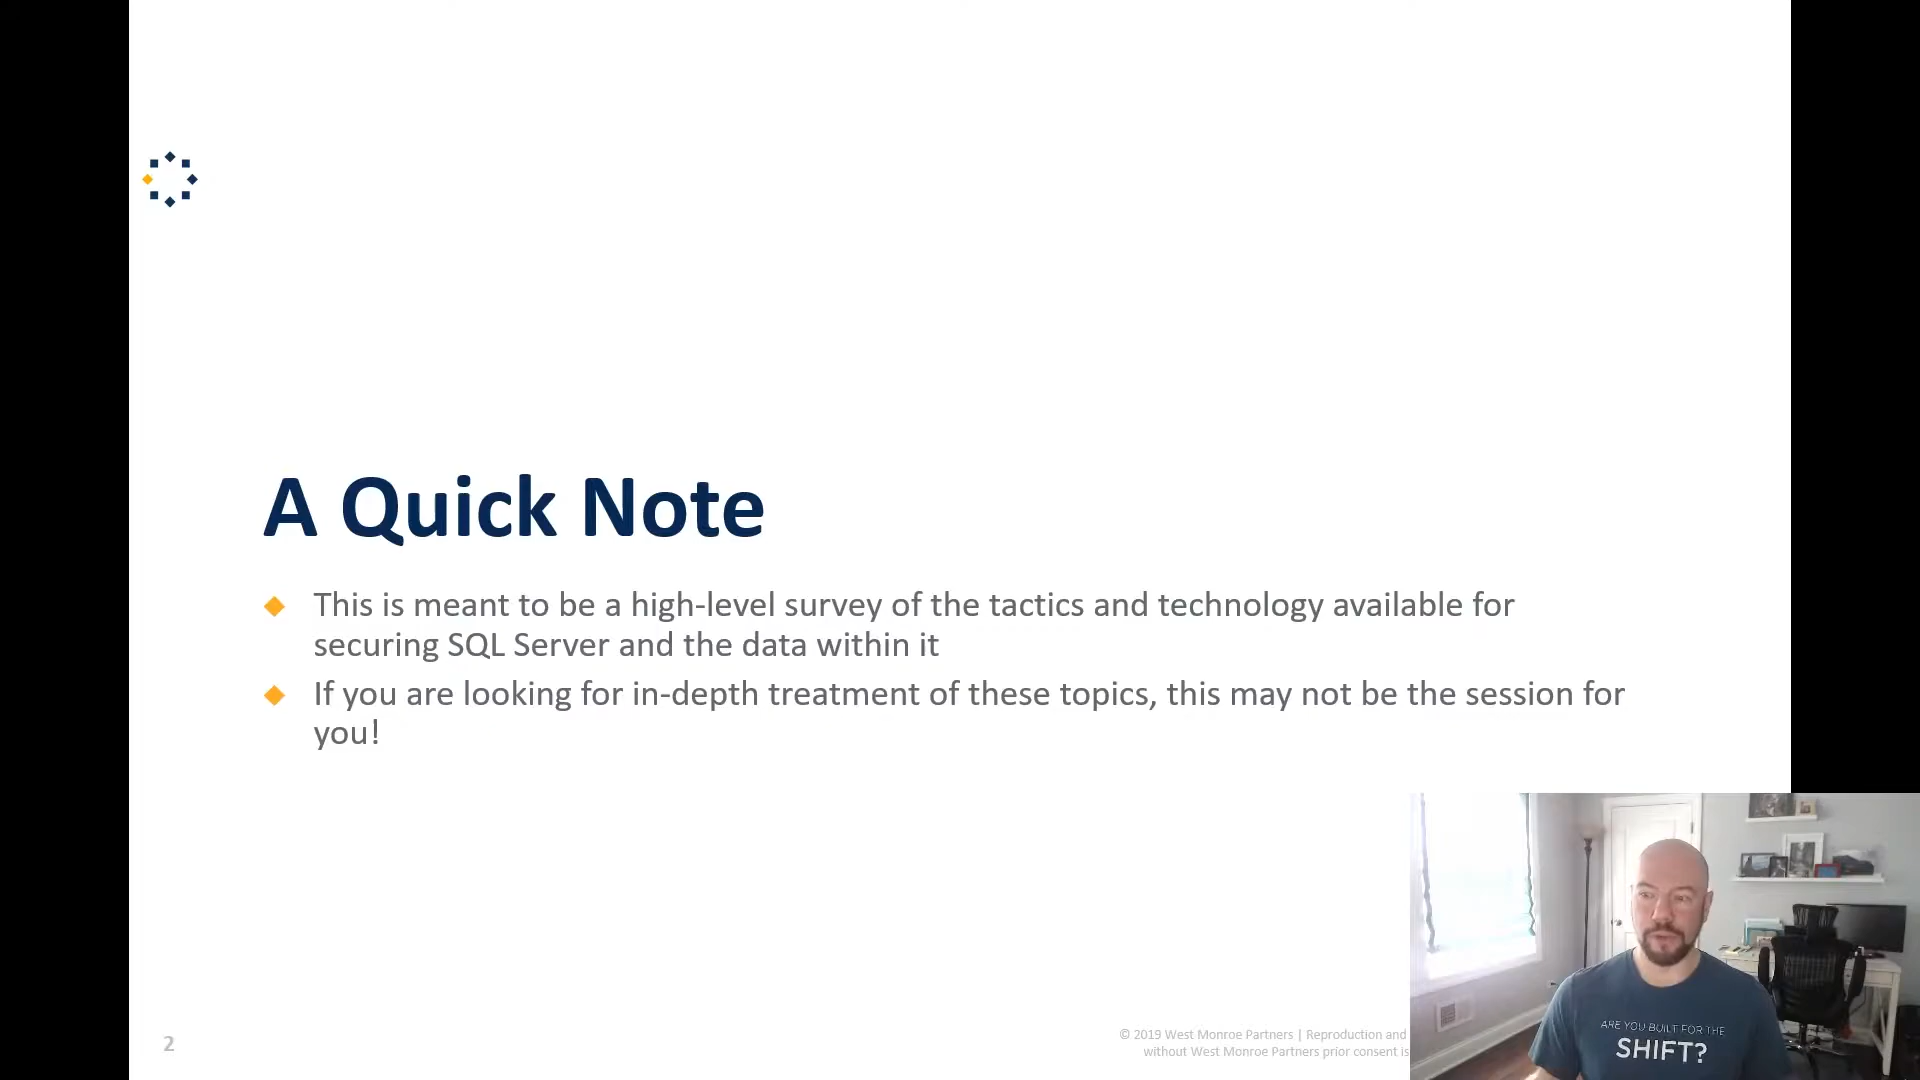 A Quick Note
This is meant to be a high-level survey of the tactics and technology available for
securing SQL Server and the data within it
If you are looking for in-depth treatment of these topics, this may not be the session for
you!
2
© 2019 West Monroe Partners | Reproduction and
without West Monroe Partners prior consent is
ARE YOU BUILT FOR THE
SHIFT?